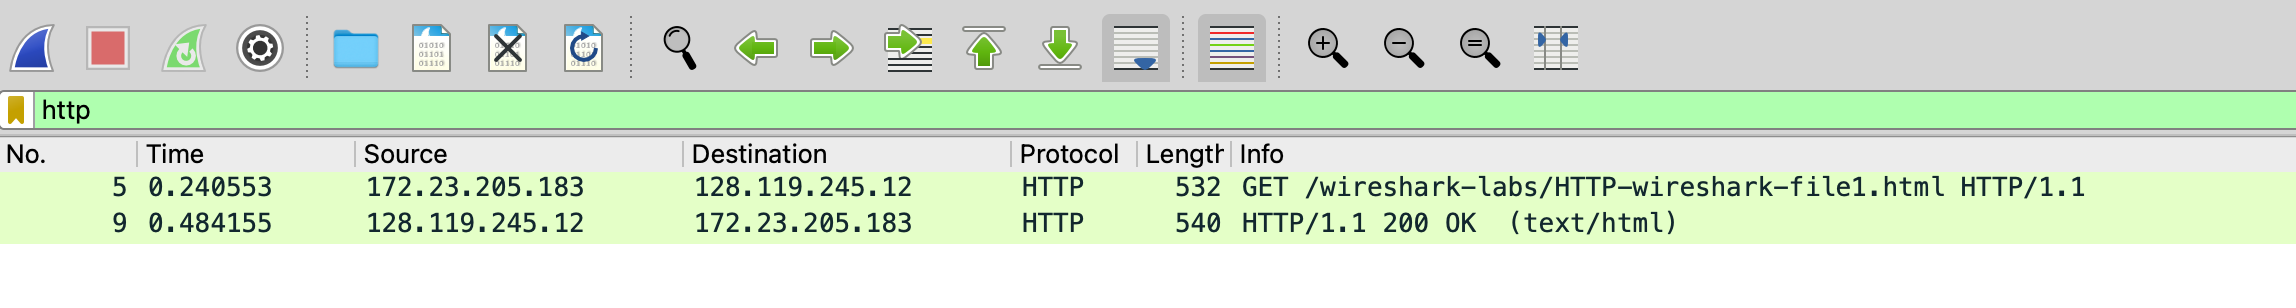 http
No. Time Source Destination Protocol Length Info
5 0.240553 172.23.205.183 128.119.245.12 HTTP 532 GET /wireshark-labs/HTTP-wireshark-file1.html HTTP/1.1
9 0.484155 128.119.245.12 172.23.205.183 HTTP 540 HTTP/1.1 200 OK (text/html)